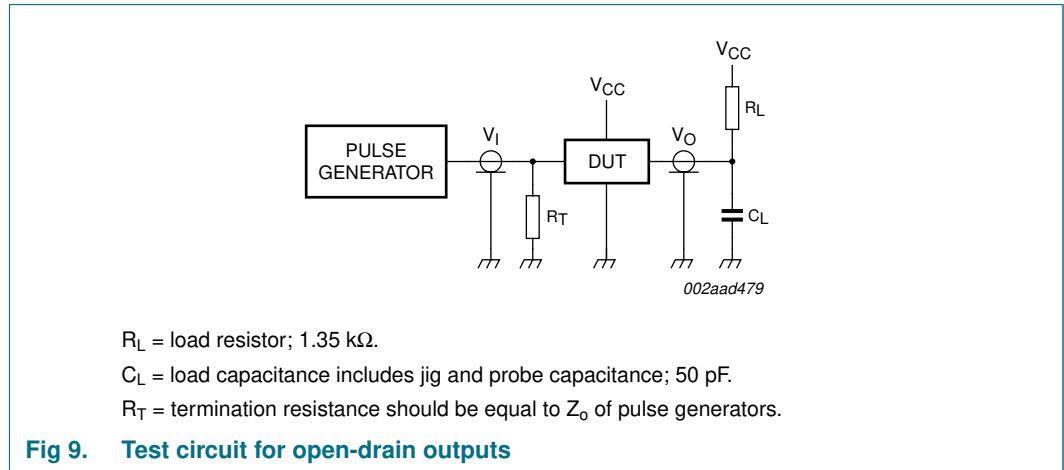 VCC
RL
VCC
PULSE
GENERATOR
VI
DUT
VO
RT
CL
002aad479
RL = load resistor; 1.35 kΩ.
CL = load capacitance includes jig and probe capacitance; 50 pF.
RT = termination resistance should be equal to Zo of pulse generators.
Fig 9. Test circuit for open-drain outputs